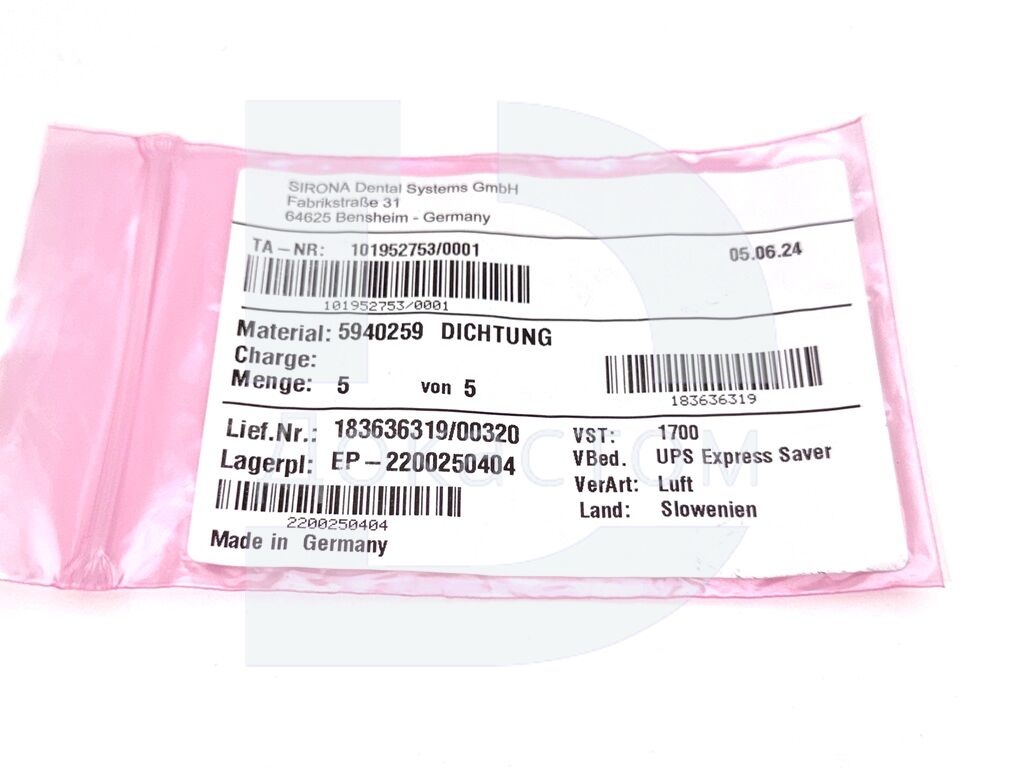 SIRONA Dental Systems GmbH
Fabrikstraße 31
64625 Bensheim - Germany
TA-NR: 101952753/0001 05.06.24
101952753/0001
Material: 5940259 DICHTUNG
Charge:
Menge: 5 von 5
183636319
Lief.Nr.: 183636319/00320
Lagerpl: EP-2200250404
2200250404
Made in Germany
VST: 1700
VBed. UPS Express Saver
VerArt: Luft
Land: Slowenien
Докастом